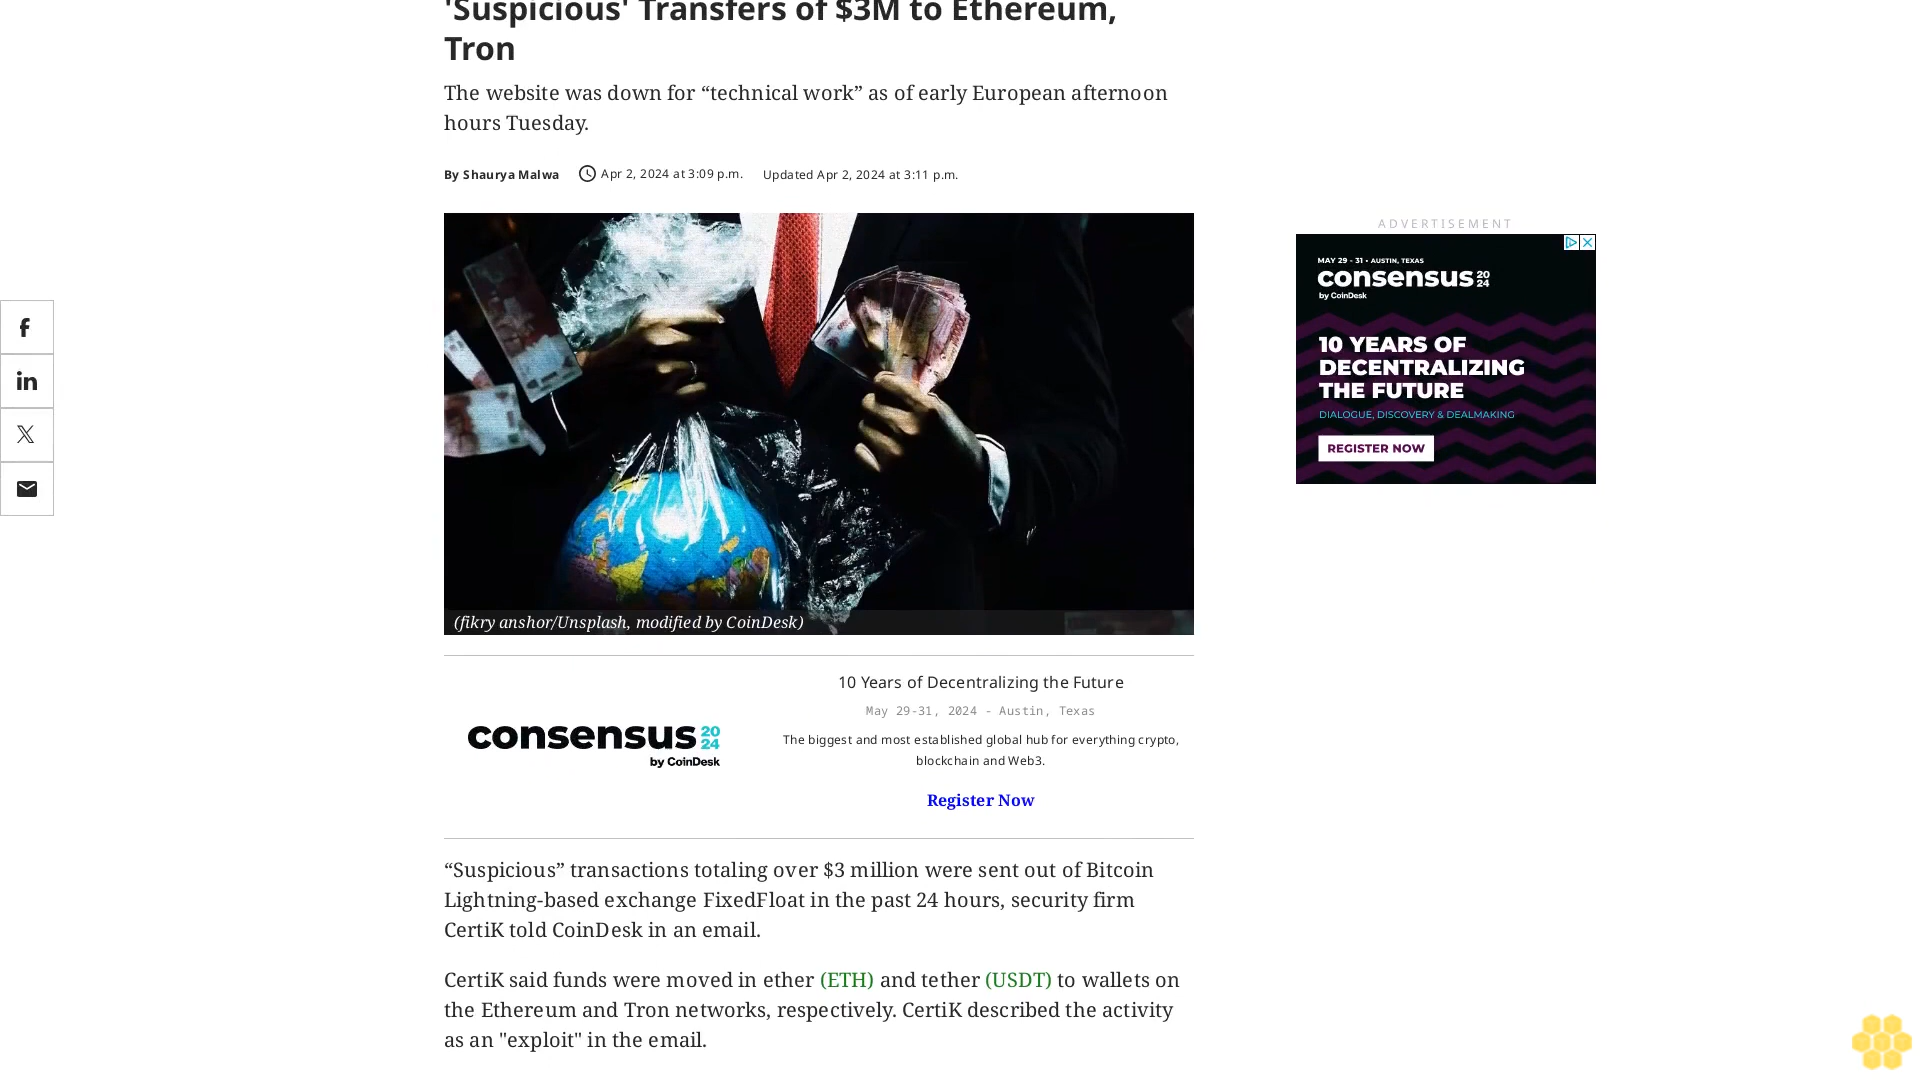 'Suspicious' Transfers of $3M to Ethereum,
Tron
The website was down for “technical work” as of early European afternoon
hours Tuesday.
By Shaurya Malwa
Apr 2, 2024 at 3:09 p.m.
Updated Apr 2, 2024 at 3:11 p.m.
(fikry anshor/Unsplash, modified by CoinDesk)
consensus 20
24
by CoinDesk
10 Years of Decentralizing the Future
May 29-31, 2024 - Austin, Texas
The biggest and most established global hub for everything crypto,
blockchain and Web3.
Register Now
“Suspicious” transactions totaling over $3 million were sent out of Bitcoin
Lightning-based exchange FixedFloat in the past 24 hours, security firm
CertiK told CoinDesk in an email.
CertiK said funds were moved in ether (ETH) and tether (USDT) to wallets on
the Ethereum and Tron networks, respectively. CertiK described the activity
as an "exploit" in the email.
ADVERTISEMENT
MAY 29 - 31 • AUSTIN, TEXAS
consensus 20
24
by CoinDesk
10 YEARS OF
DECENTRALIZING
THE FUTURE
DIALOGUE, DISCOVERY & DEALMAKING
REGISTER NOW